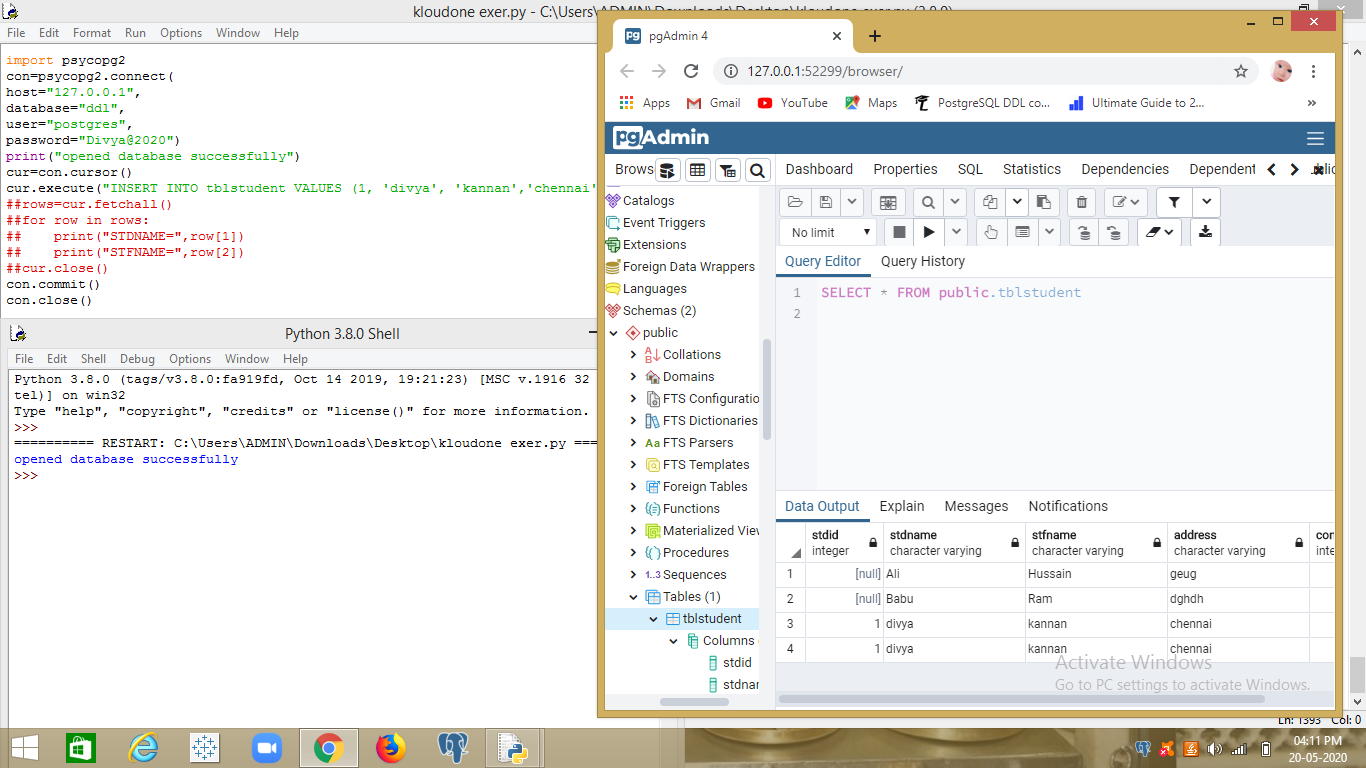 kloudone exer.py - C:\Users\ADMIN\Downloads\Desktop\kloudone exer.py (3.8.0)
File Edit Format Run Options Window Help
import psycopg2
con=psycopg2.connect(
host="127.0.0.1",
database="ddl",
user="postgres",
password="Divya@2020")
print("opened database successfully")
cur=con.cursor()
cur.execute("INSERT INTO tblstudent VALUES (1, 'divya', 'kannan','chennai'
##rows=cur.fetchall()
##for row in rows:
## print("STDNAME=",row[1])
## print("STFNAME=",row[2])
##cur.close()
con.commit()
con.close()
Python 3.8.0 Shell
File Edit Shell Debug Options Window Help
Python 3.8.0 (tags/v3.8.0:fa919fd, Oct 14 2019, 19:21:23) [MSC v.1916 32
tel)] on win32
Type "help", "copyright", "credits" or "license()" for more information.
>>>
========== RESTART: C:\Users\ADMIN\Downloads\Desktop\kloudone exer.py ===
opened database successfully
>>>
pgAdmin 4
127.0.0.1:52299/browser/
Apps Gmail YouTube Maps PostgreSQL DDL co... Ultimate Guide to 2... »
pgAdmin
Brows
Dashboard Properties SQL Statistics Dependencies Dependent
Catalogs
Event Triggers
Extensions
Foreign Data Wrappers
Languages
Schemas (2)
public
Collations
Domains
FTS Configuratio
FTS Dictionaries
Aa FTS Parsers
FTS Templates
Foreign Tables
Functions
Materialized Viev
Procedures
1..3 Sequences
Tables (1)
tblstudent
Columns
stdid
stdnar
No limit
Query Editor Query History
1 SELECT * FROM public.tblstudent
2
Data Output Explain Messages Notifications
stdid integer stdname character varying stfname character varying address character varying con inte
1 [null] Ali Hussain geug
2 [null] Babu Ram dghdh
3 1 divya kannan chennai
4 1 divya kannan chennai
Activate Windows
Go to PC settings to activate Windows.
Ln: 1393 Col: 0
04:11 PM
20-05-2020